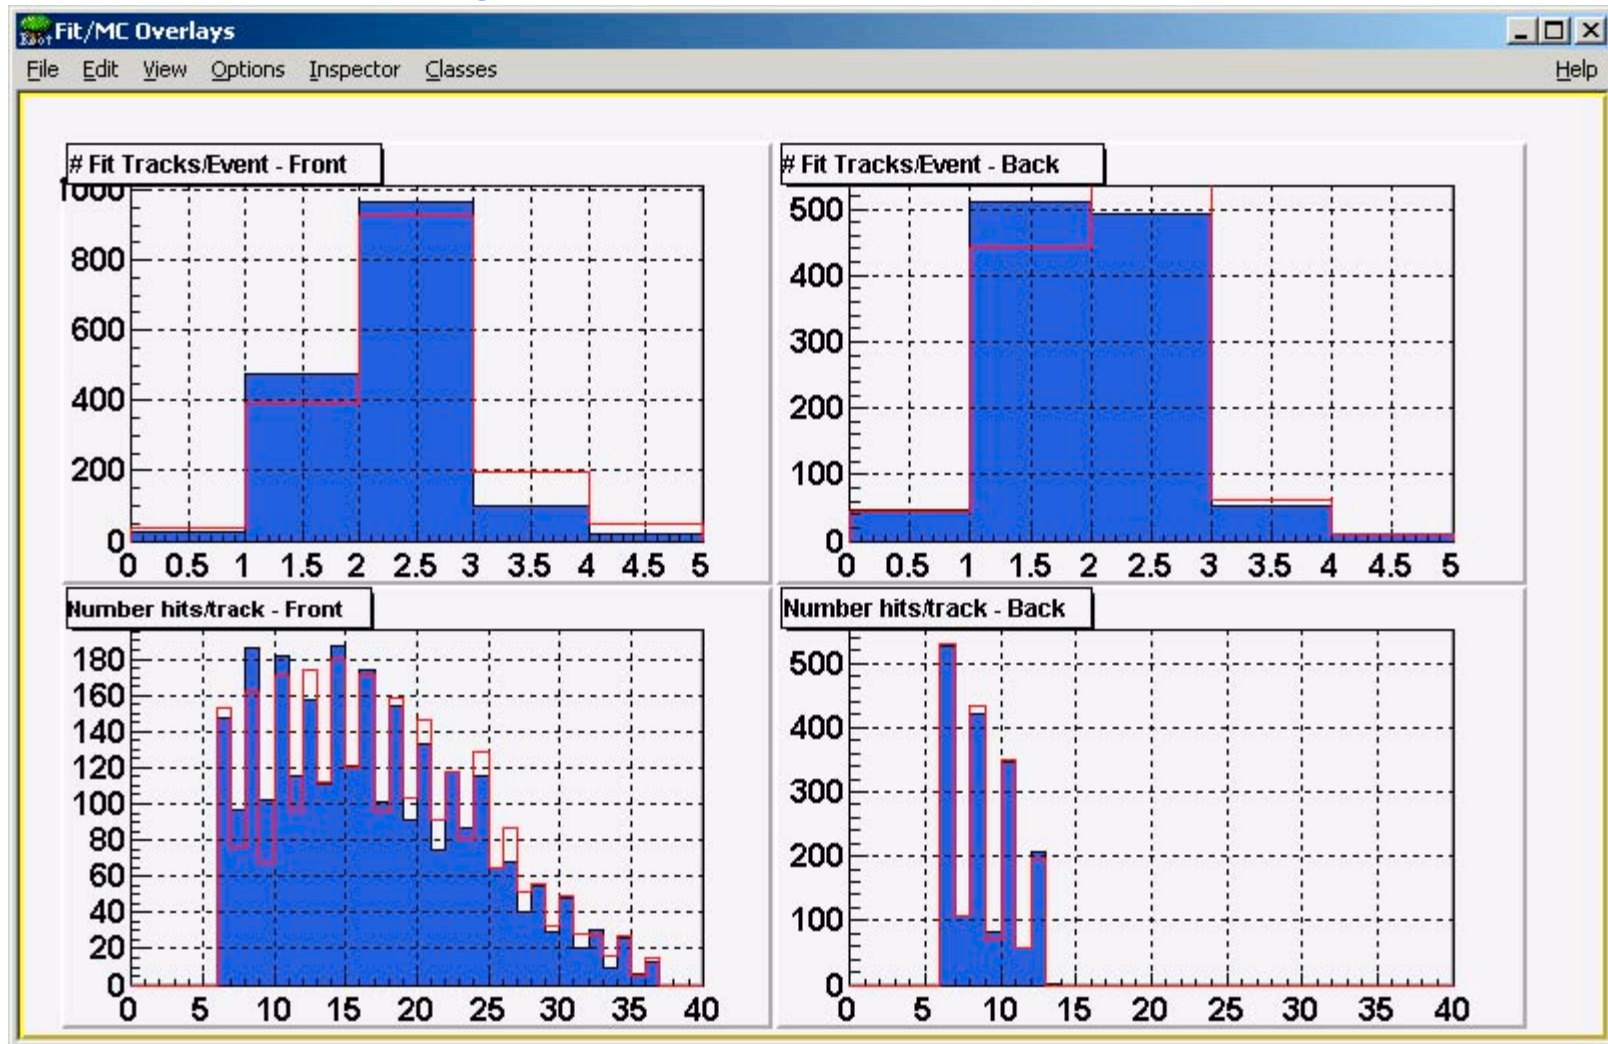 Fit/MC Overlays
File Edit View Options Inspector Classes Help
# Fit Tracks/Event - Front
1000
800
600
400
200
0
0 0.5 1 1.5 2 2.5 3 3.5 4 4.5 5
# Fit Tracks/Event - Back
500
400
300
200
100
0
0 0.5 1 1.5 2 2.5 3 3.5 4 4.5 5
Number hits/track - Front
180
160
140
120
100
80
60
40
20
0
0 5 10 15 20 25 30 35 40
Number hits/track - Back
500
400
300
200
100
0
0 5 10 15 20 25 30 35 40